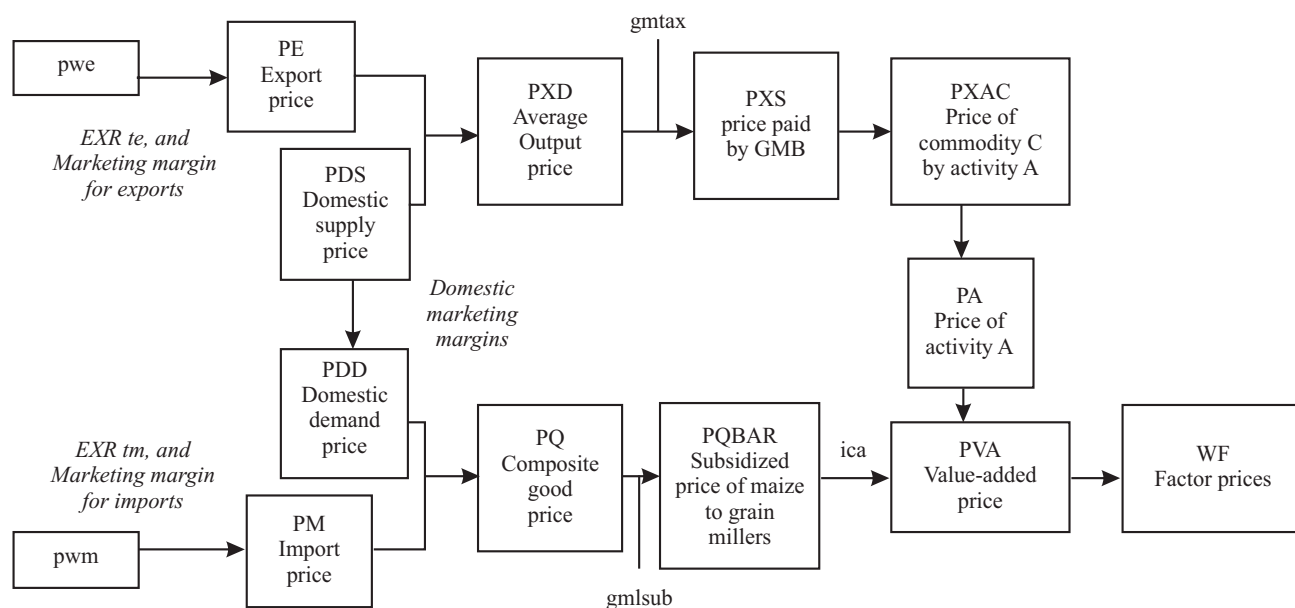 gmtax
pwe
PE
Export
price
PXD
Average
Output
price
PXS
price paid
by GMB
PXAC
Price of
commodity C
by activity A
EXR te, and
Marketing margin
for exports
PDS
Domestic
supply
price
Domestic
marketing
margins
PA
Price of
activity A
PDD
Domestic
demand
price
EXR tm, and
Marketing margin
for imports
PQ
Composite
good
price
PQBAR
Subsidized
price of maize
to grain
millers
ica
PVA
Value-added
price
WF
Factor prices
pwm
PM
Import
price
gmlsub